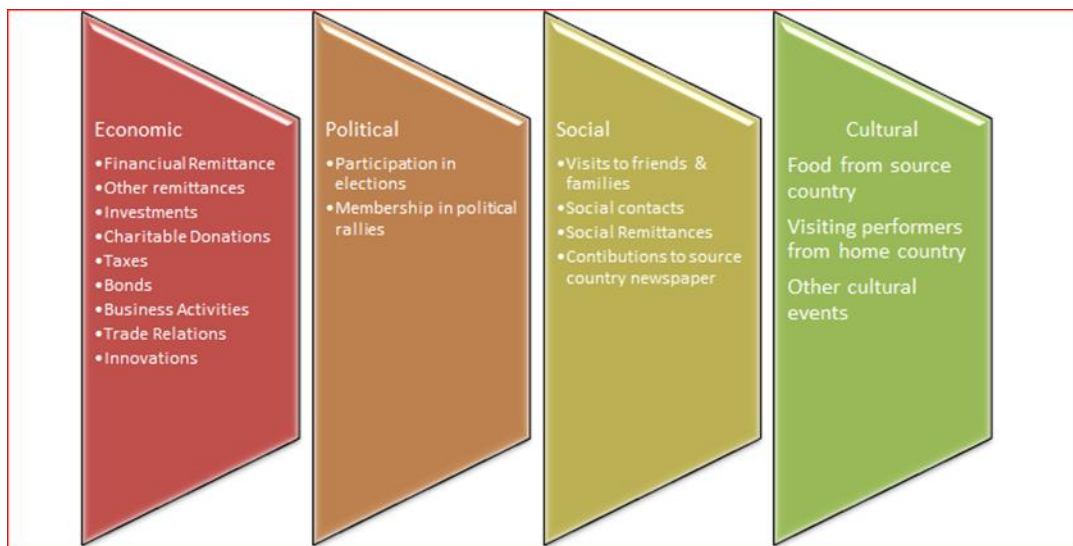 Economic
•Financiual Remittance
•Other remittances
•Investments
•Charitable Donations
•Taxes
•Bonds
•Business Activities
•Trade Relations
•Innovations
Political
•Participation in
elections
•Membership in political
rallies
Social
•Visits to friends &
families
•Social contacts
•Social Remittances
•Contibutions to source
country newspaper
Cultural
Food from source
country
Visiting performers
from home country
Other cultural
events